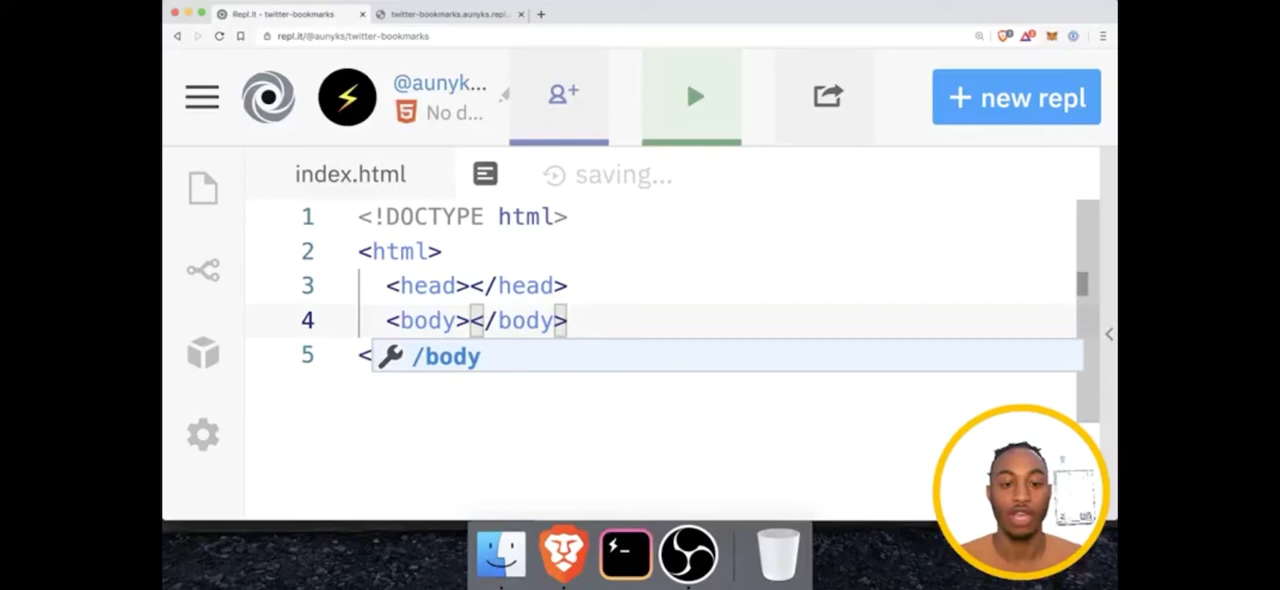 Repl.it - twitter-bookmarks
twitter-bookmarks.aunyks.repl.
repl.it/@aunyks/twitter-bookmarks
@aunyk...
No d...
+ new repl
index.html
saving...
1 <!DOCTYPE html>
2 <html>
3 <head></head>
4 <body></body>
5 <
/body